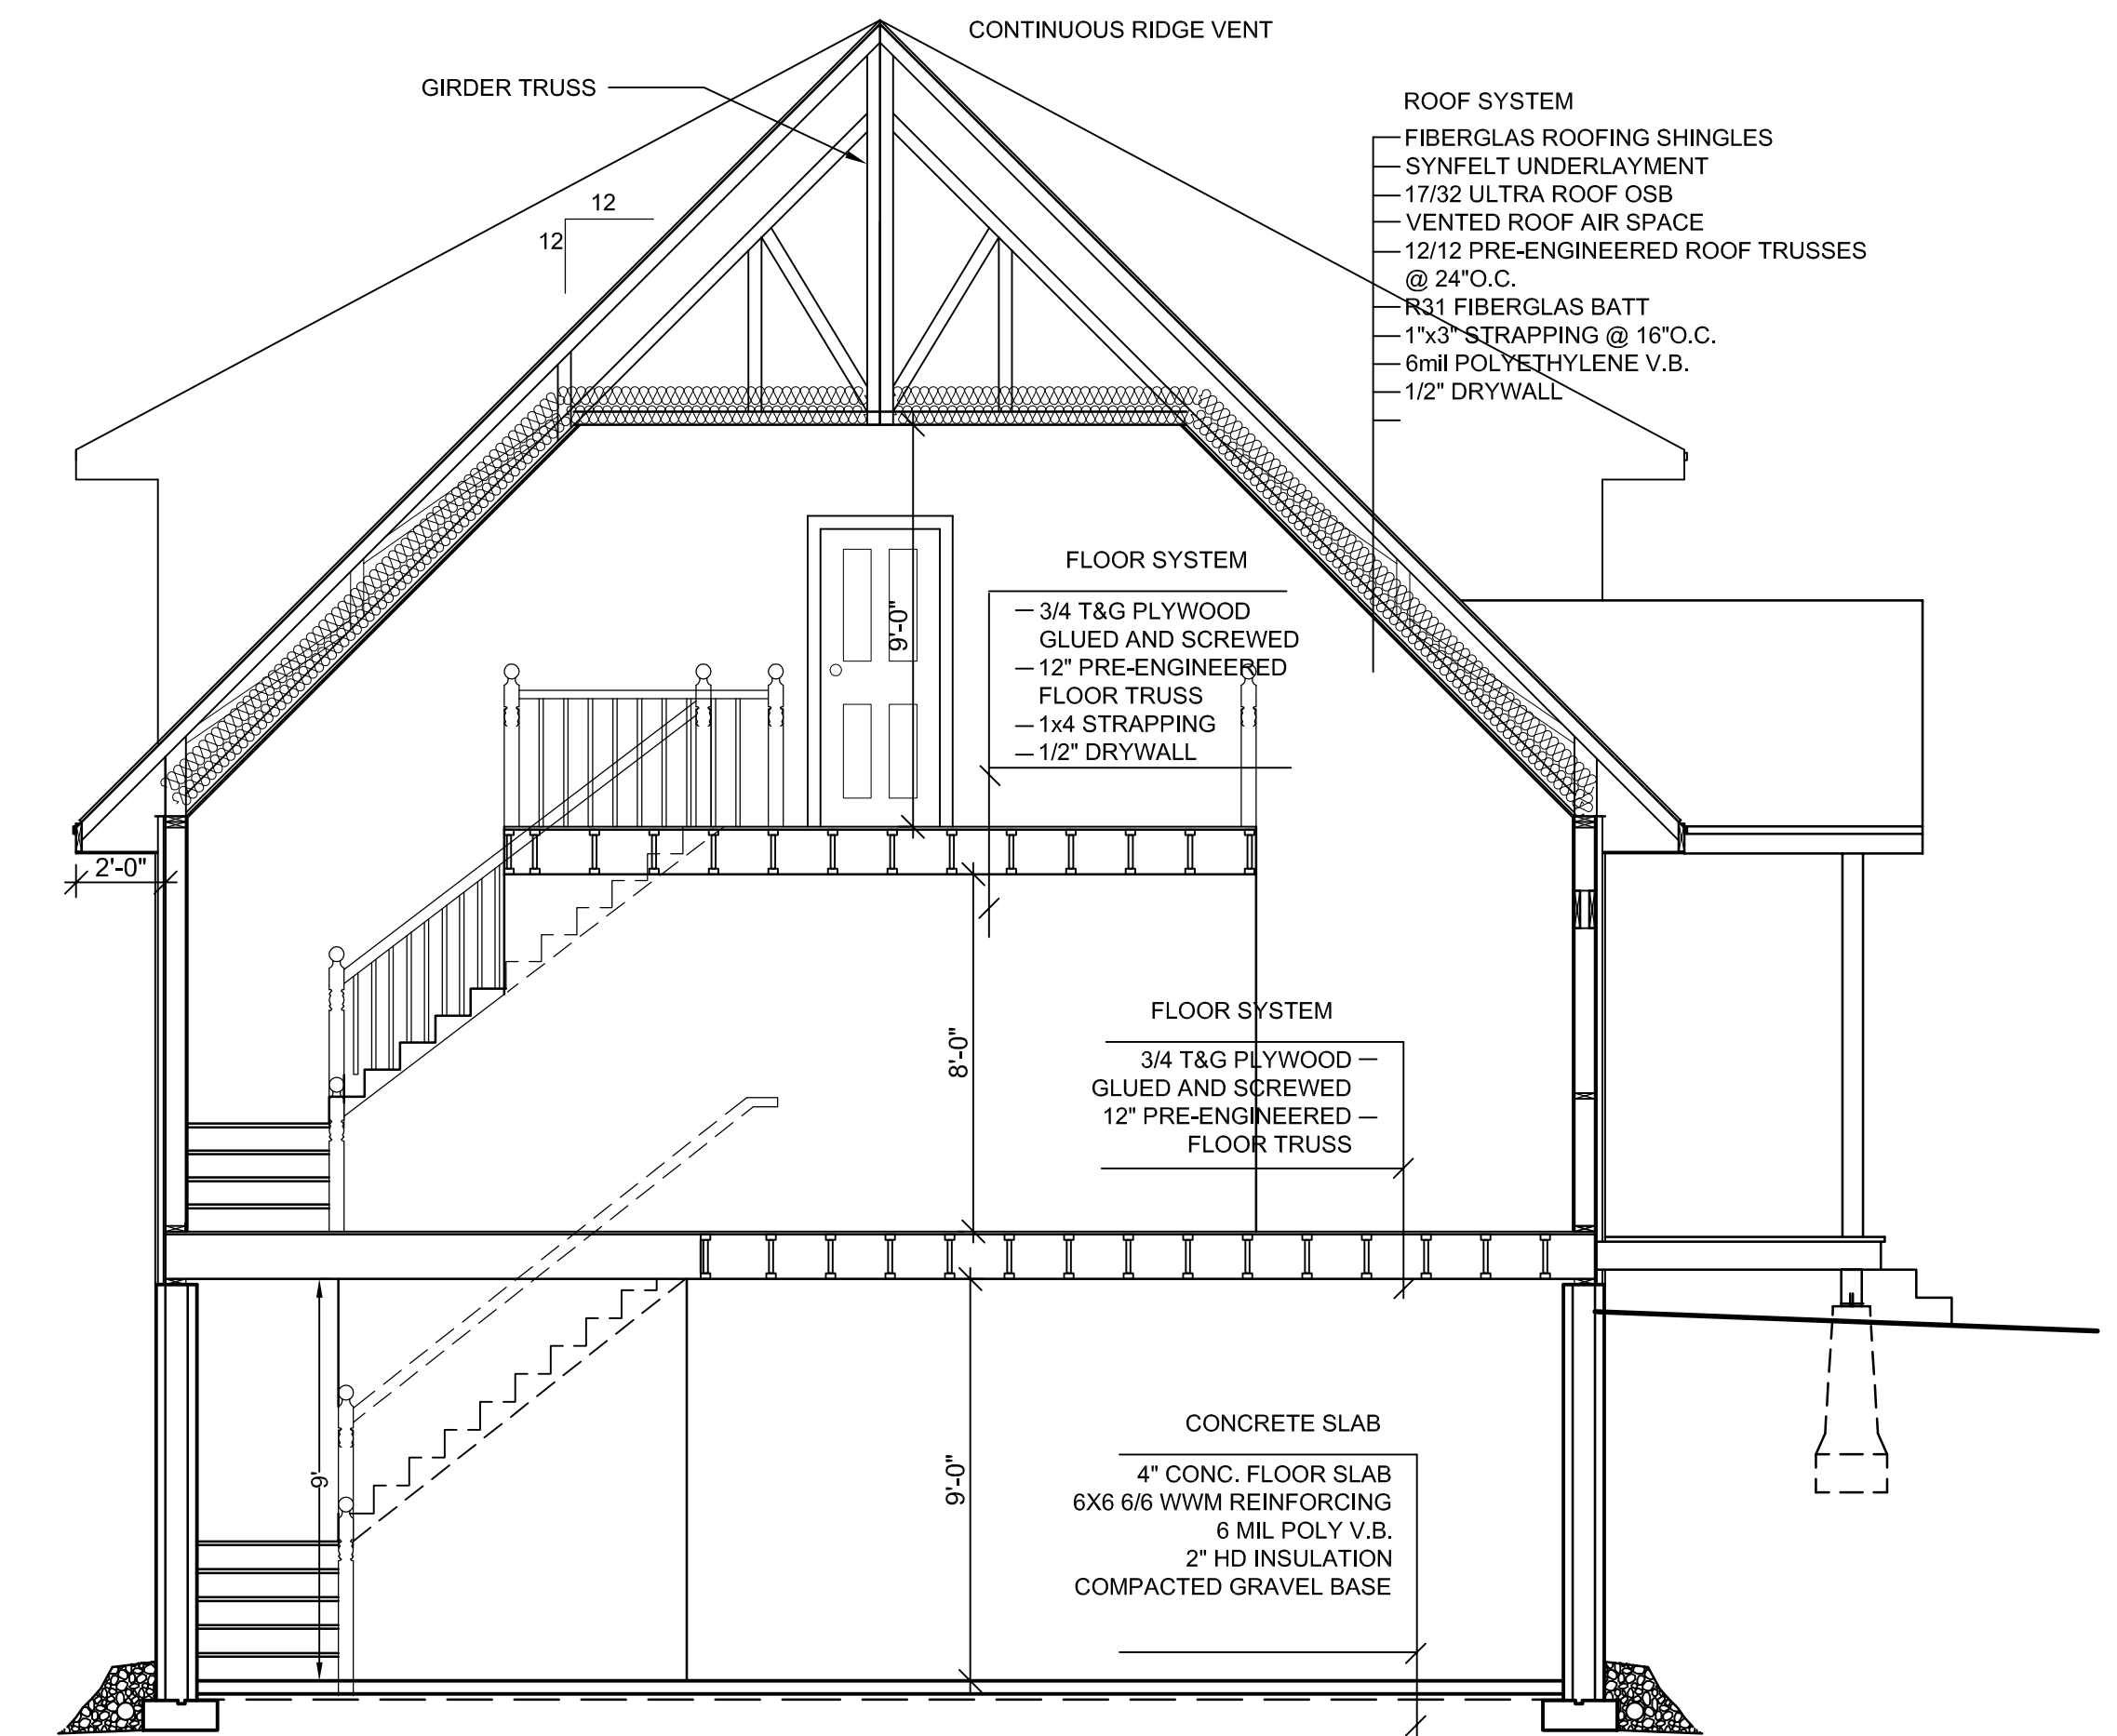 CONTINUOUS RIDGE VENT
GIRDER TRUSS
ROOF SYSTEM
FIBERGLAS ROOFING SHINGLES
SYNFELT UNDERLAYMENT
17/32 ULTRA ROOF OSB
VENTED ROOF AIR SPACE
12/12 PRE-ENGINEERED ROOF TRUSSES
@ 24"O.C.
R31 FIBERGLAS BATT
1"x3" STRAPPING @ 16"O.C.
6mil POLYETHYLENE V.B.
1/2" DRYWALL
12
12
FLOOR SYSTEM
3/4 T&G PLYWOOD
GLUED AND SCREWED
12" PRE-ENGINEERED
FLOOR TRUSS
1x4 STRAPPING
1/2" DRYWALL
9'-0"
2'-0"
8'-0"
FLOOR SYSTEM
3/4 T&G PLYWOOD
GLUED AND SCREWED
12" PRE-ENGINEERED
FLOOR TRUSS
9'
9'-0"
CONCRETE SLAB
4" CONC. FLOOR SLAB
6X6 6/6 WWM REINFORCING
6 MIL POLY V.B.
2" HD INSULATION
COMPACTED GRAVEL BASE